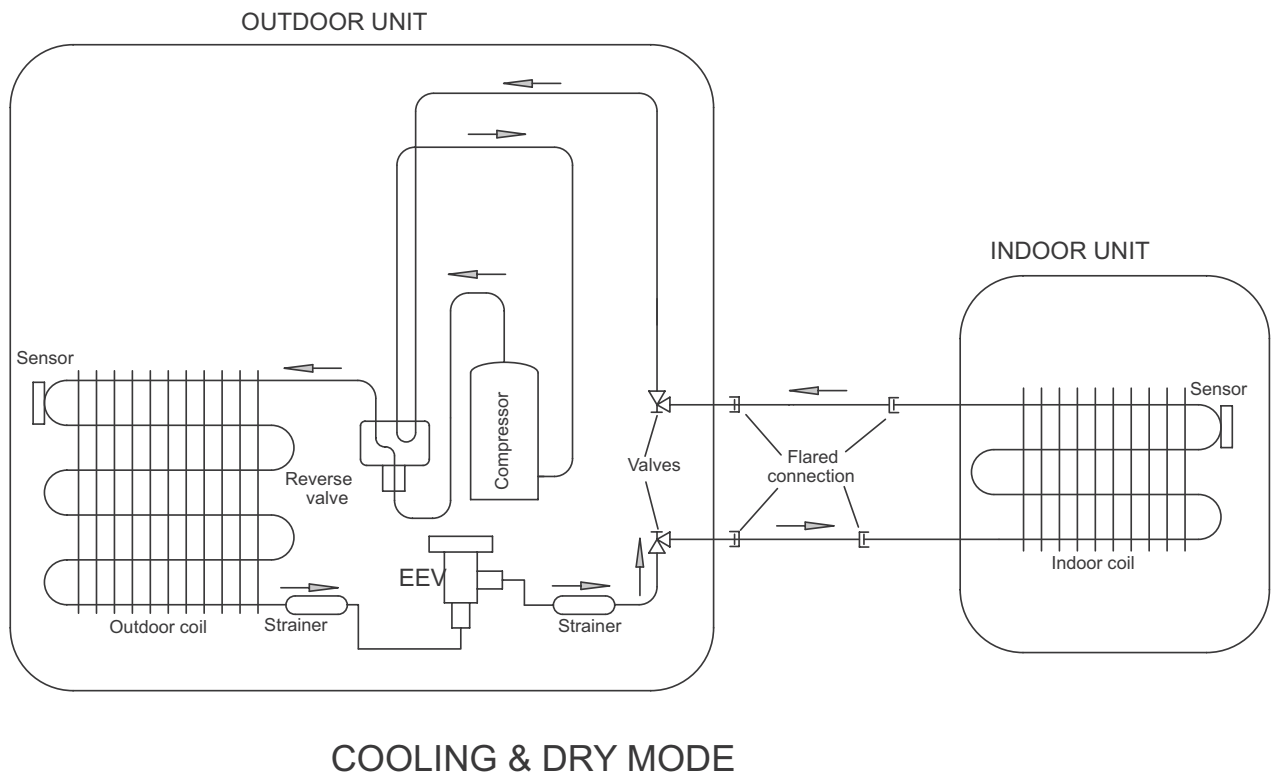 OUTDOOR UNIT
INDOOR UNIT
Sensor
Compressor
Sensor
Reverse
valve
Valves
Flared
connection
EEV
Indoor coil
Outdoor coil
Strainer
Strainer
COOLING & DRY MODE